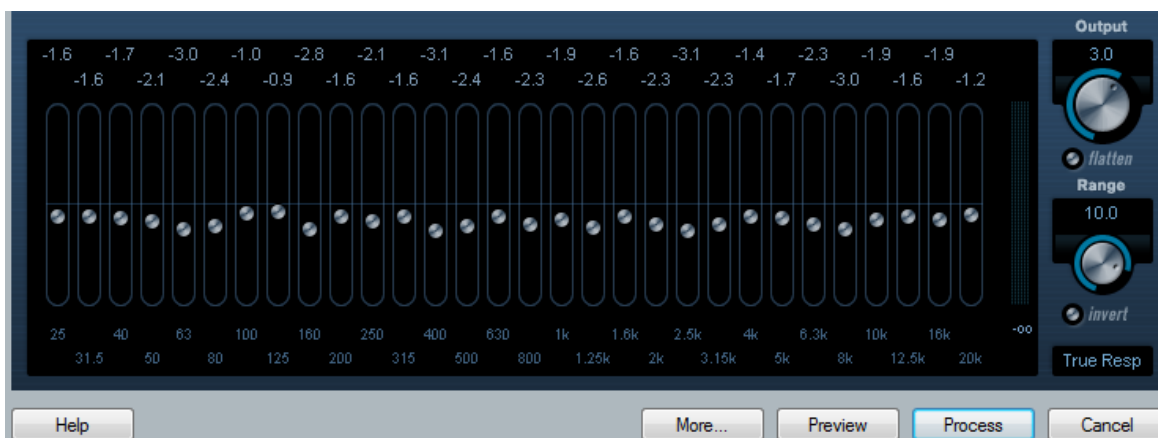 Output
-1.6 -1.7 -3.0 -1.0 -2.8 -2.1 -3.1 -1.6 -1.9 -1.6 -3.1 -1.4 -2.3 -1.9 -1.9
3.0
-1.6 -2.1 -2.4 -0.9 -1.6 -1.6 -2.4 -2.3 -2.6 -2.3 -2.3 -1.7 -3.0 -1.6 -1.2
flatten
Range
10.0
invert
25 40 63 100 160 250 400 630 1k 1.6k 2.5k 4k 6.3k 10k 16k
-oo
31.5 50 80 125 200 315 500 800 1.25k 2k 3.15k 5k 8k 12.5k 20k
True Resp
Help More... Preview Process Cancel